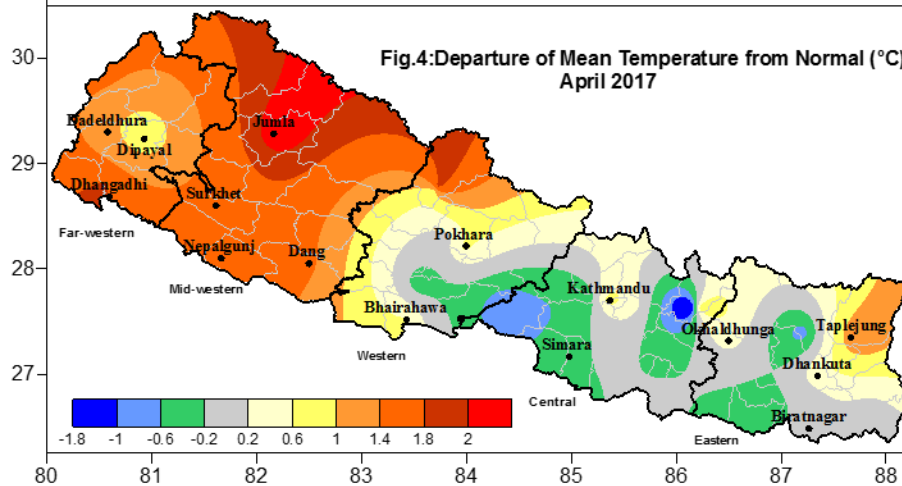 Fig.4:Departure of Mean Temperature from Normal (°C)
April 2017
30
29
28
27
Dadeldhura
Dipayal
Jumla
Dhangadhi
Surkhet
Far-western
Nepalgunj
Dang
Mid-western
Pokhara
Bhairahawa
Western
Kathmandu
Simara
Central
Okhaldhunga
Taplejung
Dhankuta
Biratnagar
Eastern
-1.8 -1 -0.6 -0.2 0.2 0.6 1 1.4 1.8 2
80 81 82 83 84 85 86 87 88